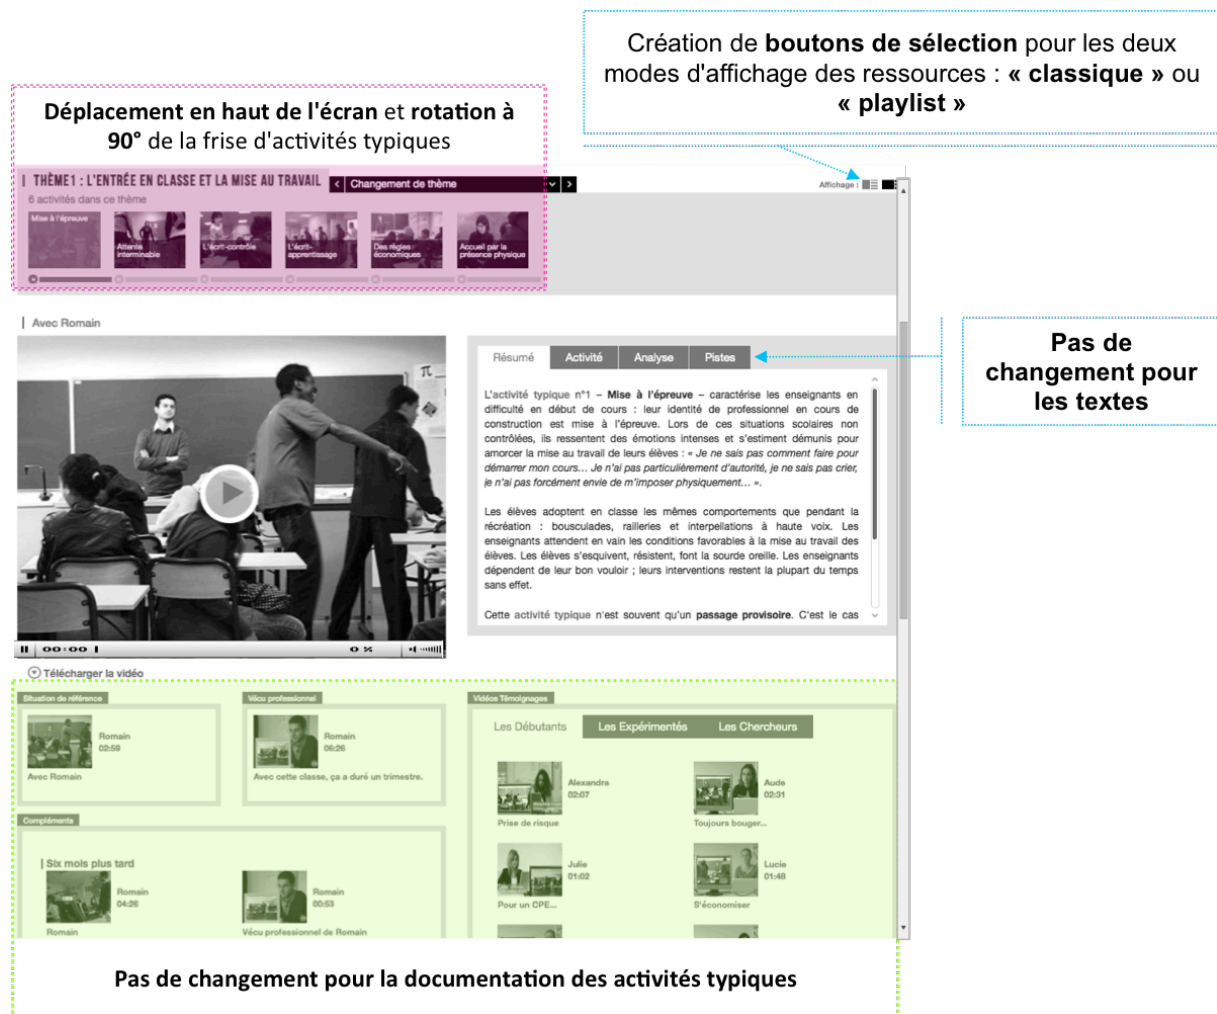 Création de boutons de sélection pour les deux
modes d'affichage des ressources : « classique » ou
« playlist »
Déplacement en haut de l'écran et rotation à
90° de la frise d'activités typiques
| THÈME1 : L'ENTRÉE EN CLASSE ET LA MISE AU TRAVAIL
Changement de thème
Affichage :
6 activités dans ce thème
Mise à l'épreuve
Attente
interminable
L'écrit-contrôle
L'écrit-
apprentissage
Des règles
économiques
Accueil par la
présence physique
| Avec Romain
π
Résumé
Activité
Analyse
Pistes
L'activité typique n°1 – Mise à l'épreuve – caractérise les enseignants en
difficulté en début de cours : leur identité de professionnel en cours de
construction est mise à l'épreuve. Lors de ces situations scolaires non
contrôlées, ils ressentent des émotions intenses et s'estiment démunis pour
amorcer la mise au travail de leurs élèves : « Je ne sais pas comment faire pour
démarrer mon cours... Je n'ai pas particulièrement d'autorité, je ne sais pas crier,
je n'ai pas forcément envie de m'imposer physiquement... ».
Les élèves adoptent en classe les mêmes comportements que pendant la
récréation : bousculades, railleries et interpellations à haute voix. Les
enseignants attendent en vain les conditions favorables à la mise au travail des
élèves. Les élèves s'esquivent, résistent, font la sourde oreille. Les enseignants
dépendent de leur bon vouloir ; leurs interventions restent la plupart du temps
sans effet.
Cette activité typique n'est souvent qu'un passage provisoire. C'est le cas
Pas de
changement pour
les textes
00:00
0 %
Télécharger la vidéo
Situation de référence
Romain
02:59
Avec Romain
Vécu professionnel
Romain
06:26
Avec cette classe, ça a duré un trimestre.
Vidéos Témoignages
Les Débutants
Les Expérimentés
Les Chercheurs
Alexandra
02:07
Prise de risque
Aude
02:31
Toujours bouger...
Julie
01:02
Pour un CPE...
Lucie
01:48
S'économiser
Compléments
| Six mois plus tard
Romain
04:26
Romain
Romain
00:53
Vécu professionnel de Romain
Pas de changement pour la documentation des activités typiques